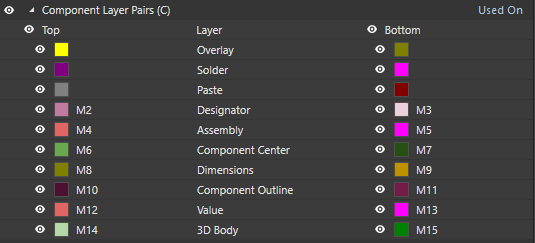 Component Layer Pairs (C) Used On
Top Layer Bottom
Overlay
Solder
Paste
M2 Designator M3
M4 Assembly M5
M6 Component Center M7
M8 Dimensions M9
M10 Component Outline M11
M12 Value M13
M14 3D Body M15